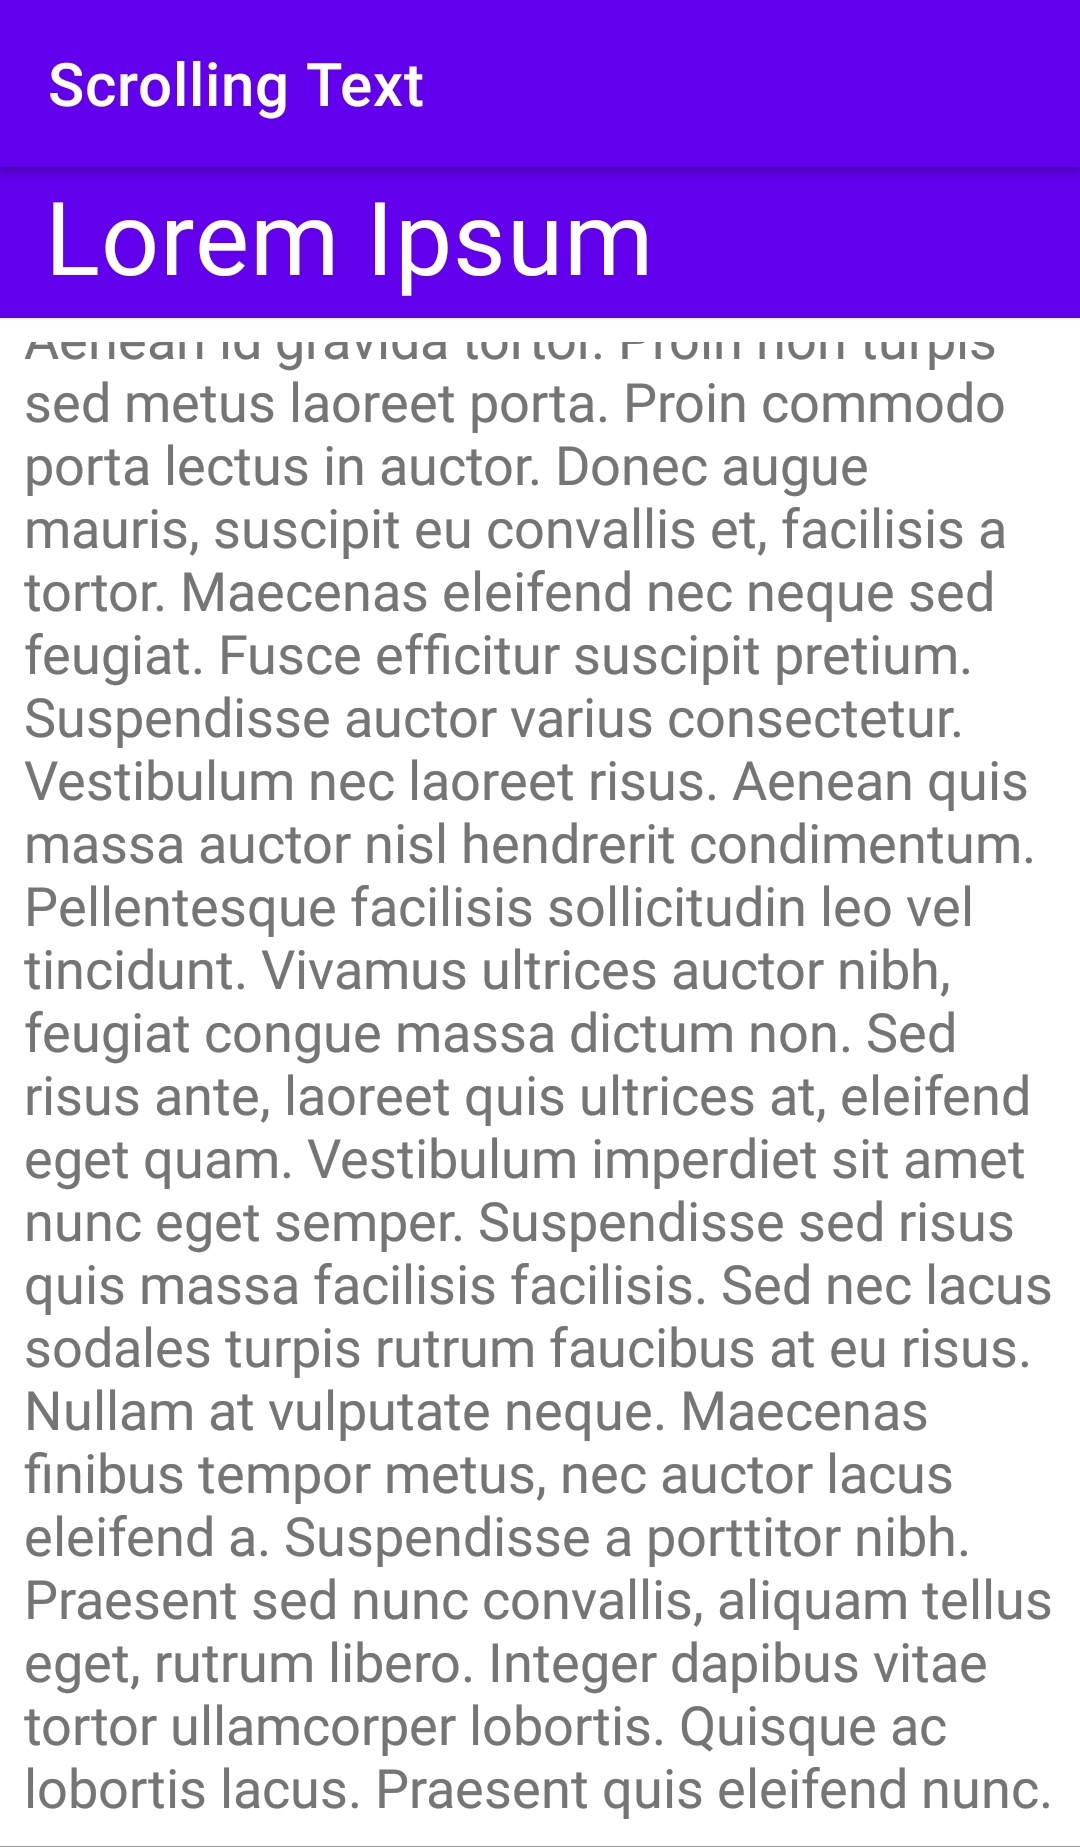 Scrolling Text
Lorem Ipsum
Aenean id gravida tortor. Proin non turpis
sed metus laoreet porta. Proin commodo
porta lectus in auctor. Donec augue
mauris, suscipit eu convallis et, facilisis a
tortor. Maecenas eleifend nec neque sed
feugiat. Fusce efficitur suscipit pretium.
Suspendisse auctor varius consectetur.
Vestibulum nec laoreet risus. Aenean quis
massa auctor nisl hendrerit condimentum.
Pellentesque facilisis sollicitudin leo vel
tincidunt. Vivamus ultrices auctor nibh,
feugiat congue massa dictum non. Sed
risus ante, laoreet quis ultrices at, eleifend
eget quam. Vestibulum imperdiet sit amet
nunc eget semper. Suspendisse sed risus
quis massa facilisis facilisis. Sed nec lacus
sodales turpis rutrum faucibus at eu risus.
Nullam at vulputate neque. Maecenas
finibus tempor metus, nec auctor lacus
eleifend a. Suspendisse a porttitor nibh.
Praesent sed nunc convallis, aliquam tellus
eget, rutrum libero. Integer dapibus vitae
tortor ullamcorper lobortis. Quisque ac
lobortis lacus. Praesent quis eleifend nunc.